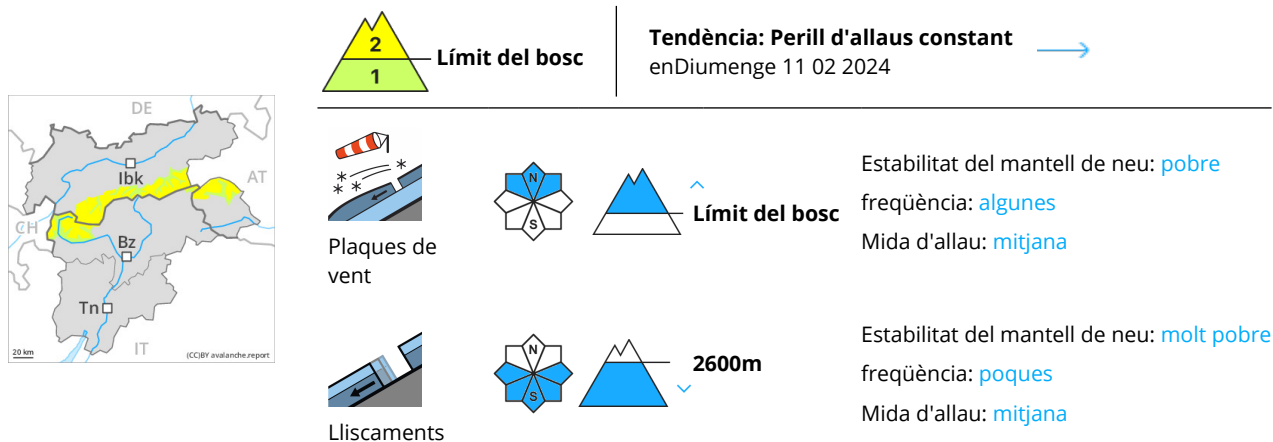 2
1
Límit del bosc
Tendència: Perill d'allaus constant
enDiumenge 11 02 2024
DE
Ibk
AT
CH
Bz
Tn
IT
20 km
(CC)BY avalanche.report
Plaques de
vent
N
S
Límit del bosc
Estabilitat del mantell de neu: pobre
freqüència: algunes
Mida d'allau: mitjana
Lliscaments
N
S
2600m
Estabilitat del mantell de neu: molt pobre
freqüència: poques
Mida d'allau: mitjana